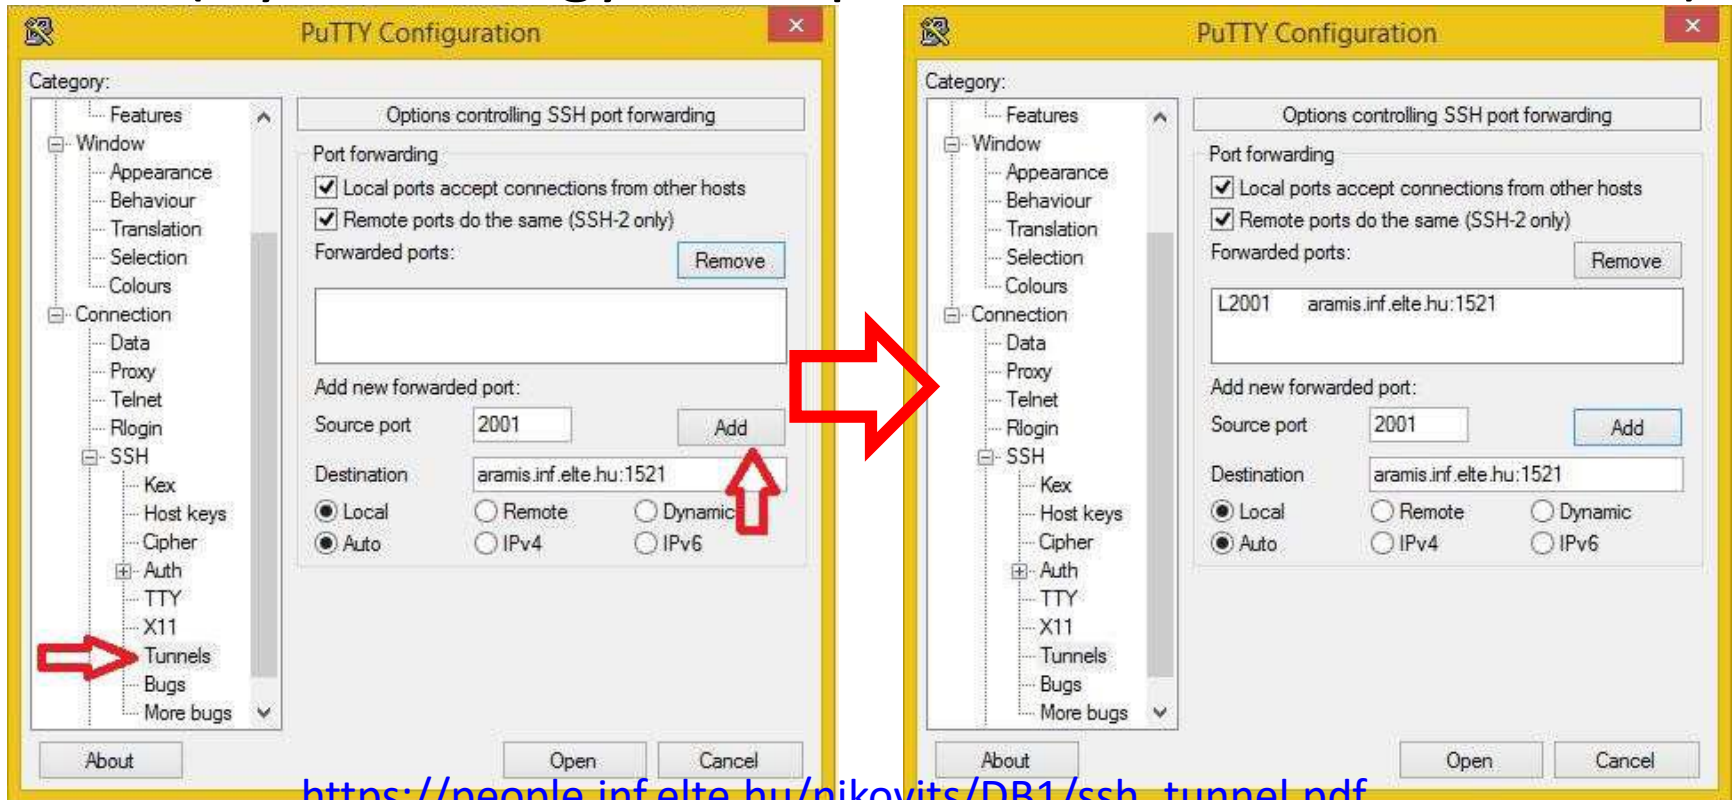 PuTTY Configuration
Category:
Features
Window
Appearance
Behaviour
Translation
Selection
Colours
Connection
Data
Proxy
Telnet
Rlogin
SSH
Kex
Host keys
Cipher
Auth
TTY
X11
Tunnels
Bugs
More bugs
Options controlling SSH port forwarding
Port forwarding
Local ports accept connections from other hosts
Remote ports do the same (SSH-2 only)
Forwarded ports:
Remove
Add new forwarded port:
Source port 2001 Add
Destination aramis.inf.elte.hu:1521
Local Remote Dynamic
Auto IPv4 IPv6
About Open Cancel
PuTTY Configuration
Category:
Features
Window
Appearance
Behaviour
Translation
Selection
Colours
Connection
Data
Proxy
Telnet
Rlogin
SSH
Kex
Host keys
Cipher
Auth
TTY
X11
Tunnels
Bugs
More bugs
Options controlling SSH port forwarding
Port forwarding
Local ports accept connections from other hosts
Remote ports do the same (SSH-2 only)
Forwarded ports:
Remove
L2001 aramis.inf.elte.hu:1521
Add new forwarded port:
Source port 2001 Add
Destination aramis.inf.elte.hu:1521
Local Remote Dynamic
Auto IPv4 IPv6
About Open Cancel
https://people.inf.elte.hu/nikovits/DB1/ssh_tunnel.pdf